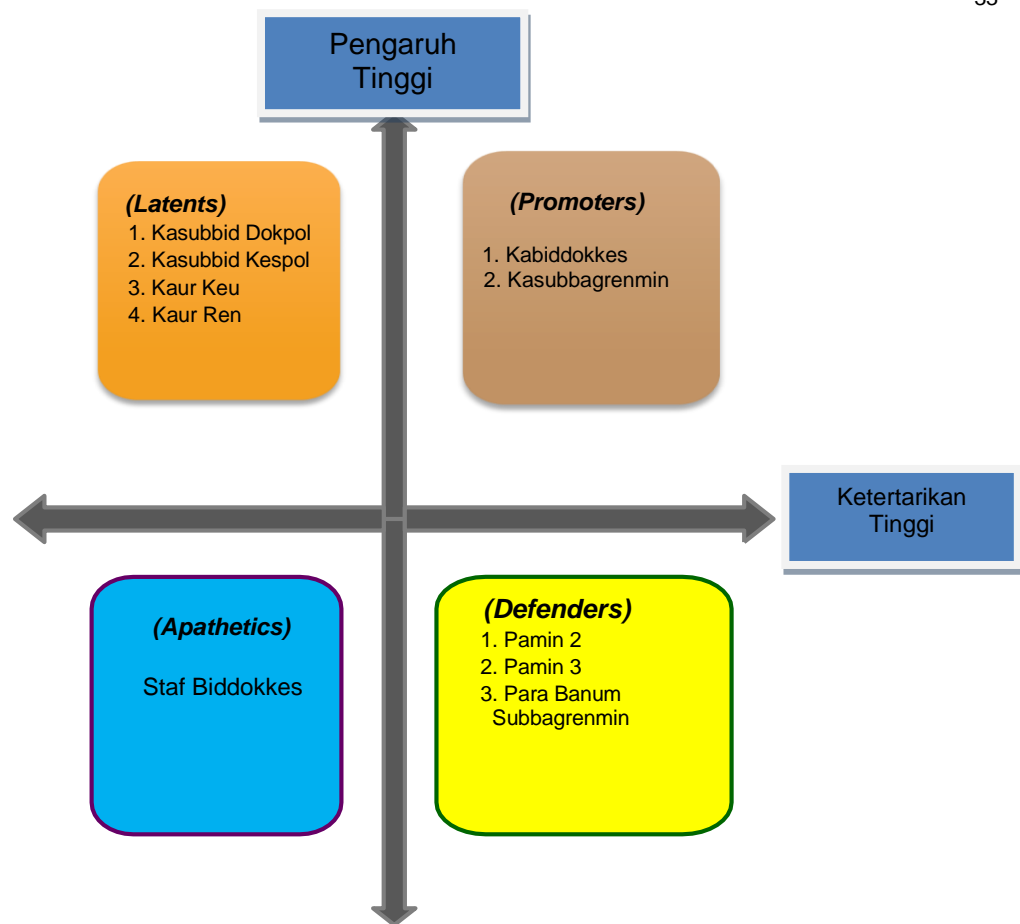 Pengaruh
Tinggi
(Latents)
1. Kasubbid Dokpol
2. Kasubbid Kespol
3. Kaur Keu
4. Kaur Ren
(Promoters)
1. Kabiddokkes
2. Kasubbagrenmin
Ketertarikan
Tinggi
(Apathetics)
Staf Biddokkes
(Defenders)
1. Pamin 2
2. Pamin 3
3. Para Banum
Subbagrenmin